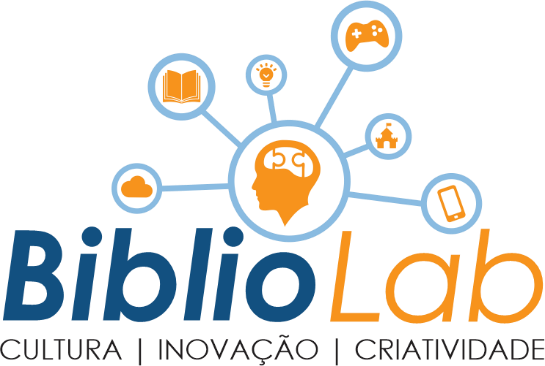 BiblioLab
CULTURA | INOVAÇÃO | CRIATIVIDADE